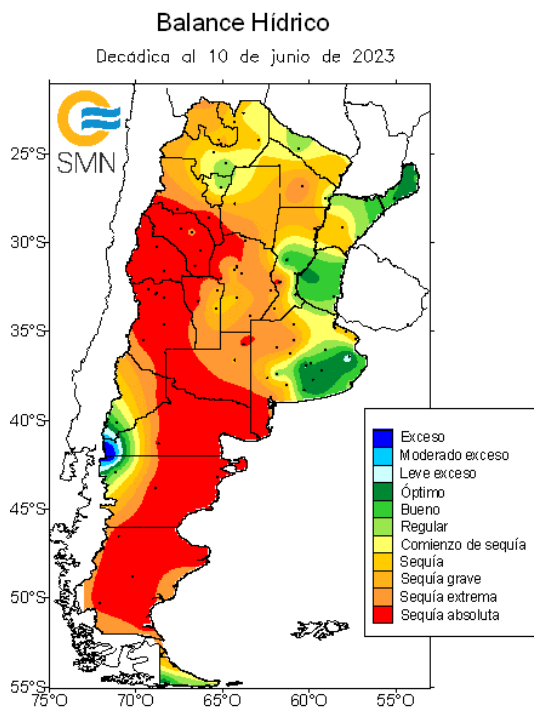 Balance Hídrico
Decádica al 10 de junio de 2023
SMN
25°S
30°S
35°S
40°S
45°S
50°S
55°S
75°O
70°O
65°O
60°O
55°O
Exceso
Moderado exceso
Leve exceso
Óptimo
Bueno
Regular
Comienzo de sequía
Sequía
Sequía grave
Sequía extrema
Sequía absoluta